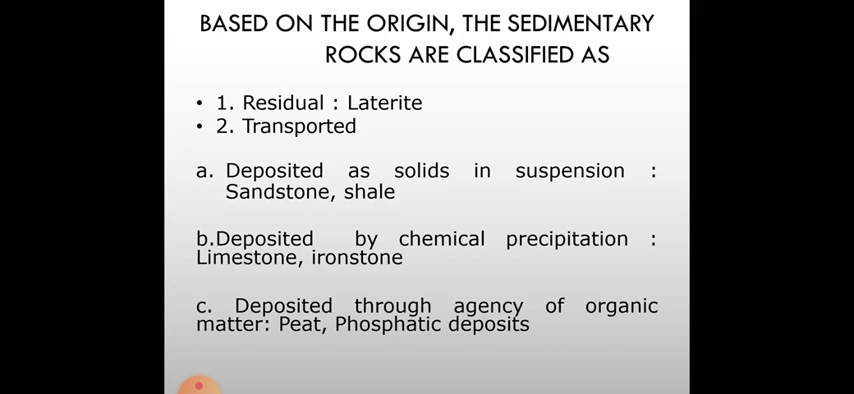 BASED ON THE ORIGIN, THE SEDIMENTARY
ROCKS ARE CLASSIFIED AS
• 1. Residual : Laterite
• 2. Transported
a. Deposited as solids in suspension :
Sandstone, shale
b.Deposited by chemical precipitation :
Limestone, ironstone
c. Deposited through agency of organic
matter: Peat, Phosphatic deposits